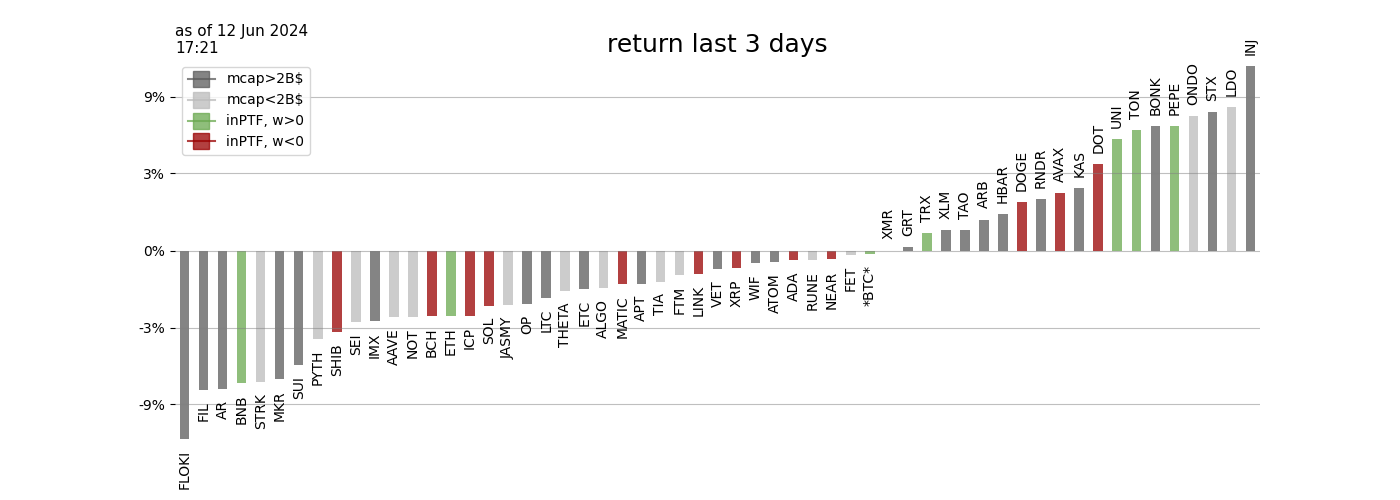 as of 12 Jun 2024
17:21
return last 3 days
mcap>2B$
mcap<2B$
inPTF, w>0
inPTF, w<0
9%
3%
0%
-3%
-9%
FLOKI
FIL
AR
BNB
STRK
MKR
SUI
PYTH
SHIB
SEI
IMX
AAVE
NOT
BCH
ETH
ICP
SOL
JASMY
OP
LTC
THETA
ETC
ALGO
MATIC
APT
TIA
FTM
LINK
VET
XRP
WIF
ATOM
ADA
RUNE
NEAR
FET
*BTC*
XMR
GRT
TRX
XLM
TAO
ARB
HBAR
DOGE
RNDR
AVAX
KAS
DOT
UNI
TON
BONK
PEPE
ONDO
STX
LDO
INJ